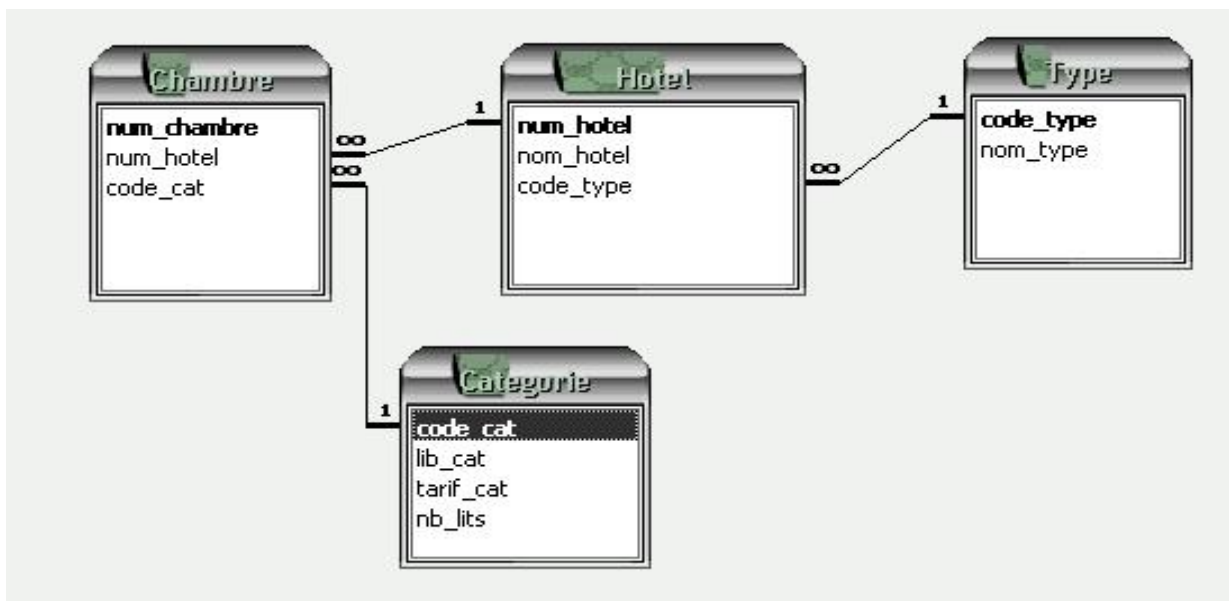 Chambre
num_chambre
num_hotel
code_cat
∞
∞
1
Hotel
num_hotel
nom_hotel
code_type
∞
1
Type
code_type
nom_type
Categorie
1
code_cat
lib_cat
tarif_cat
nb_lits